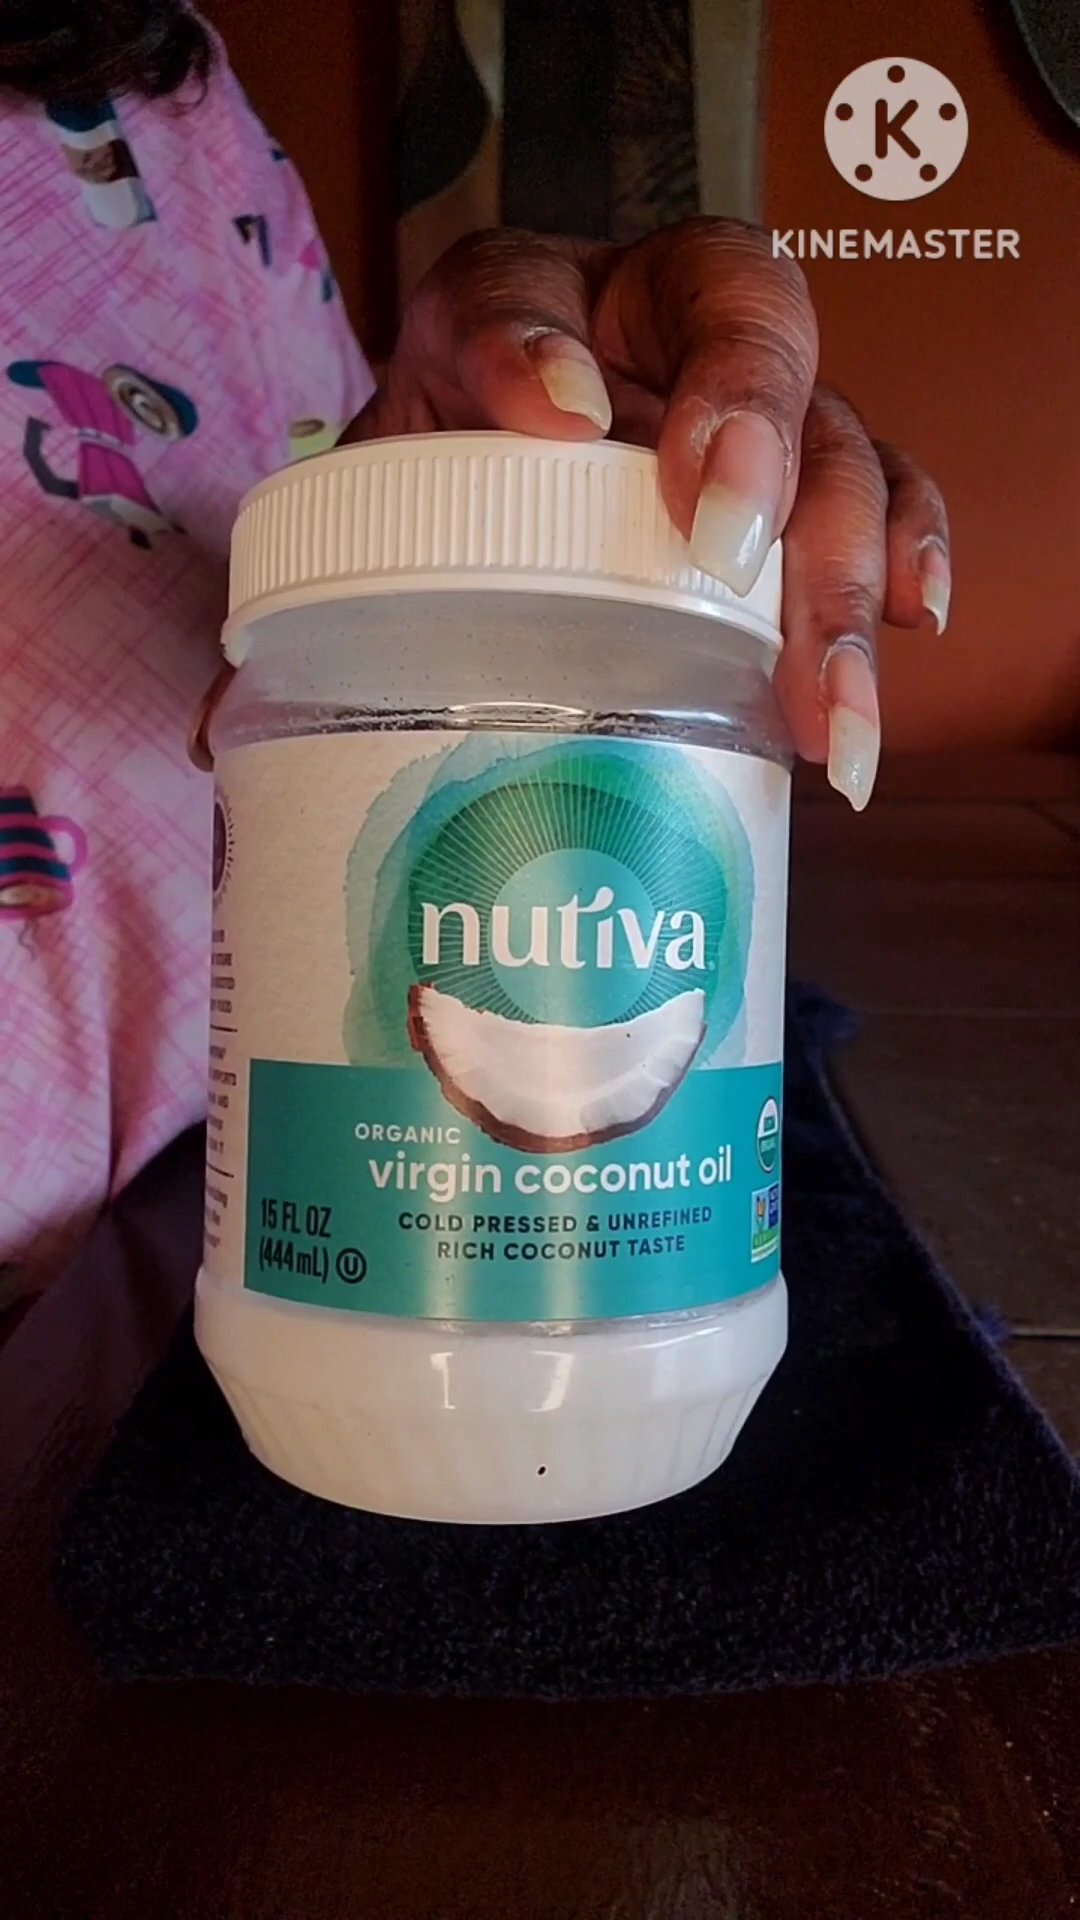 K
KINEMASTER
nutiva
ORGANIC
virgin coconut oil
COLD PRESSED & UNREFINED
RICH COCONUT TASTE
15 FL OZ
(444mL) U